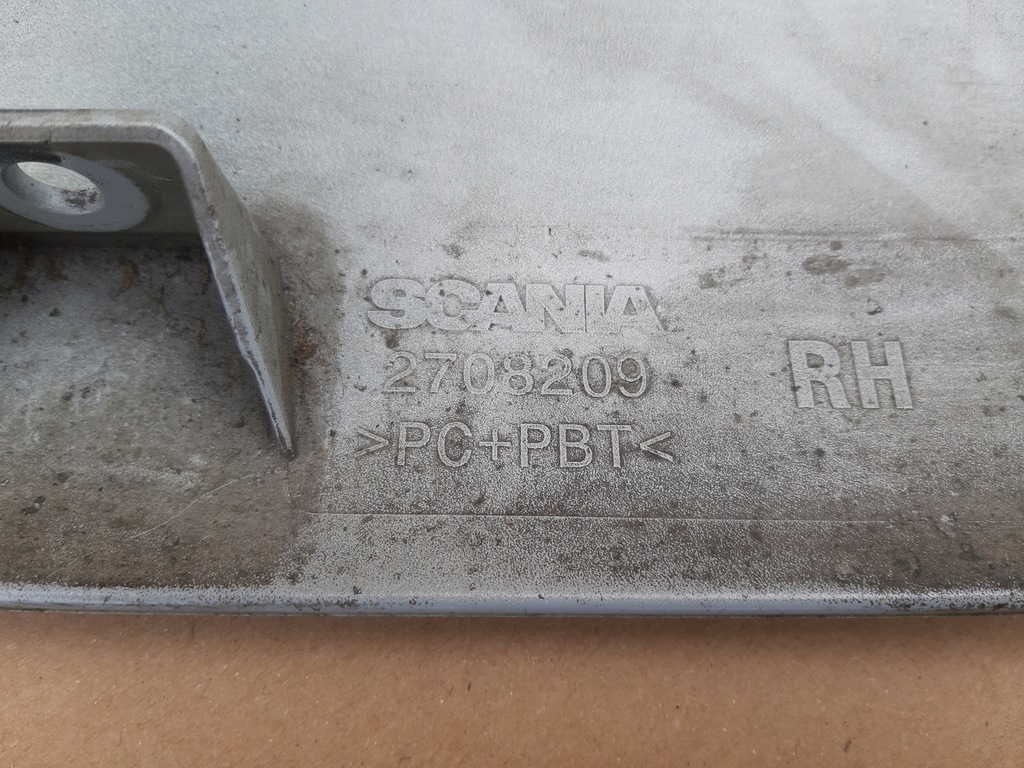 SCANIA
2708209
>PC+PBT<
RH